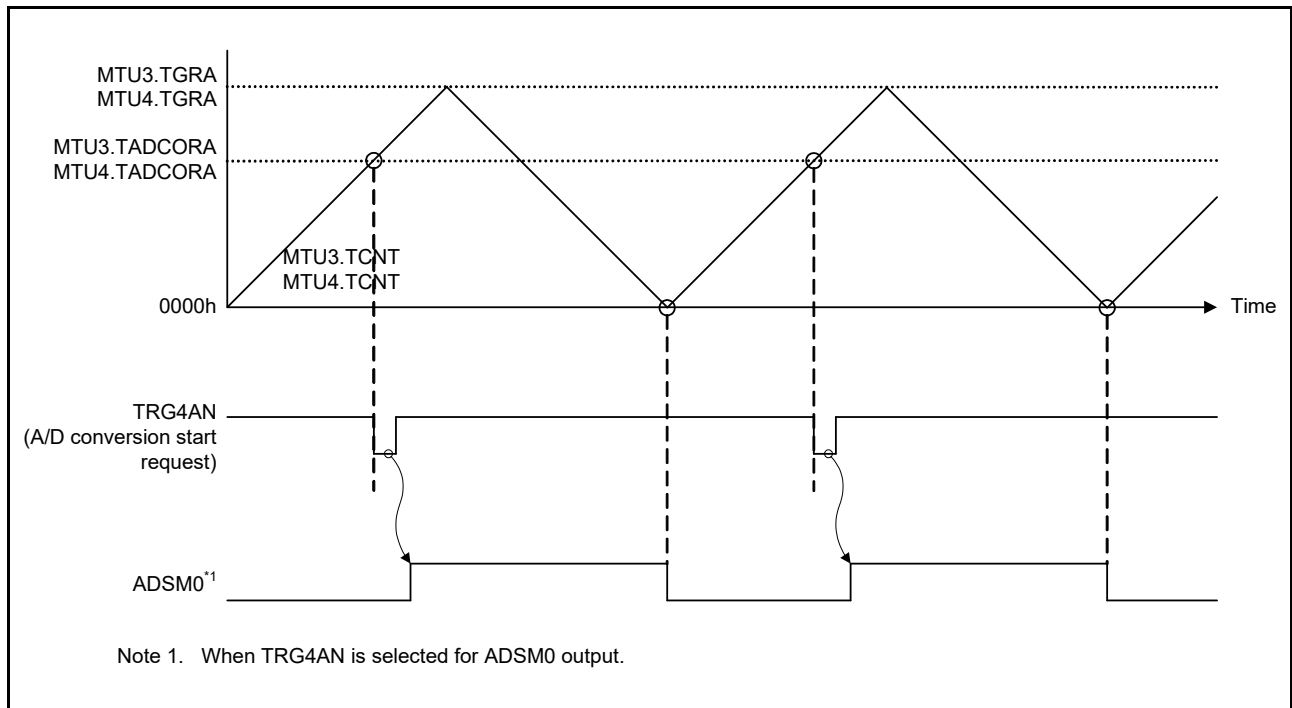 MTU3.TGRA
MTU4.TGRA
MTU3.TADCORA
MTU4.TADCORA
MTU3.TCNT
MTU4.TCNT
0000h
Time
TRG4AN
(A/D conversion start
request)
ADSM0*1
Note 1. When TRG4AN is selected for ADSM0 output.